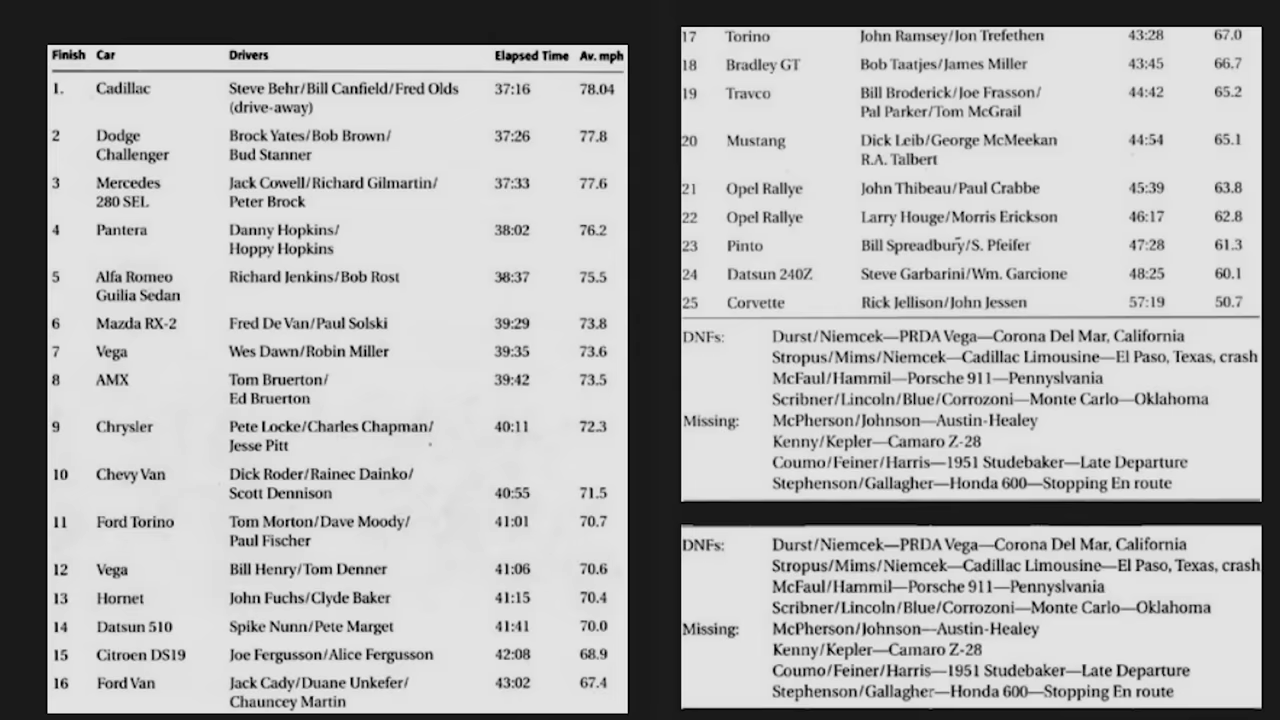 Finish Car Drivers Elapsed Time Av. mph
1. Cadillac Steve Behr/Bill Canfield/Fred Olds 37:16 78.04
(drive-away)
2 Dodge Brock Yates/Bob Brown/ 37:26 77.8
Challenger Bud Stanner
3 Mercedes Jack Cowell/Richard Gilmartin/ 37:33 77.6
280 SEL Peter Brock
4 Pantera Danny Hopkins/ 38:02 76.2
Hoppy Hopkins
5 Alfa Romeo Richard Jenkins/Bob Rost 38:37 75.5
Guilia Sedan
6 Mazda RX-2 Fred De Van/Paul Solski 39:29 73.8
7 Vega Wes Dawn/Robin Miller 39:35 73.6
8 AMX Tom Bruerton/ 39:42 73.5
Ed Bruerton
9 Chrysler Pete Locke/Charles Chapman/ 40:11 72.3
Jesse Pitt
10 Chevy Van Dick Roder/Rainec Dainko/
Scott Dennison 40:55 71.5
11 Ford Torino Tom Morton/Dave Moody/ 41:01 70.7
Paul Fischer
12 Vega Bill Henry/Tom Denner 41:06 70.6
13 Hornet John Fuchs/Clyde Baker 41:15 70.4
14 Datsun 510 Spike Nunn/Pete Marget 41:41 70.0
15 Citroen DS19 Joe Fergusson/Alice Fergusson 42:08 68.9
16 Ford Van Jack Cady/Duane Unkefer/ 43:02 67.4
Chauncey Martin
17 Torino John Ramsey/Jon Trefethen 43:28 67.0
18 Bradley GT Bob Taatjes/James Miller 43:45 66.7
19 Travco Bill Broderick/Joe Frasson/ 44:42 65.2
Pal Parker/Tom McGrail
20 Mustang Dick Leib/George McMeekan 44:54 65.1
R.A. Talbert
21 Opel Rallye John Thibeau/Paul Crabbe 45:39 63.8
22 Opel Rallye Larry Houge/Morris Erickson 46:17 62.8
23 Pinto Bill Spreadbury/S. Pfeifer 47:28 61.3
24 Datsun 240Z Steve Garbarini/Wm. Garcione 48:25 60.1
25 Corvette Rick Jellison/John Jessen 57:19 50.7
DNFs: Durst/Niemcek—PRDA Vega—Corona Del Mar, California
Stropus/Mims/Niemcek—Cadillac Limousine—El Paso, Texas, crash
McFaul/Hammil—Porsche 911—Pennyslvania
Scribner/Lincoln/Blue/Corrozoni—Monte Carlo—Oklahoma
Missing: McPherson/Johnson—Austin-Healey
Kenny/Kepler—Camaro Z-28
Coumo/Feiner/Harris—1951 Studebaker—Late Departure
Stephenson/Gallagher—Honda 600—Stopping En route
DNFs: Durst/Niemcek—PRDA Vega—Corona Del Mar, California
Stropus/Mims/Niemcek—Cadillac Limousine—El Paso, Texas, crash
McFaul/Hammil—Porsche 911—Pennyslvania
Scribner/Lincoln/Blue/Corrozoni—Monte Carlo—Oklahoma
Missing: McPherson/Johnson—Austin-Healey
Kenny/Kepler—Camaro Z-28
Coumo/Feiner/Harris—1951 Studebaker—Late Departure
Stephenson/Gallagher—Honda 600—Stopping En route